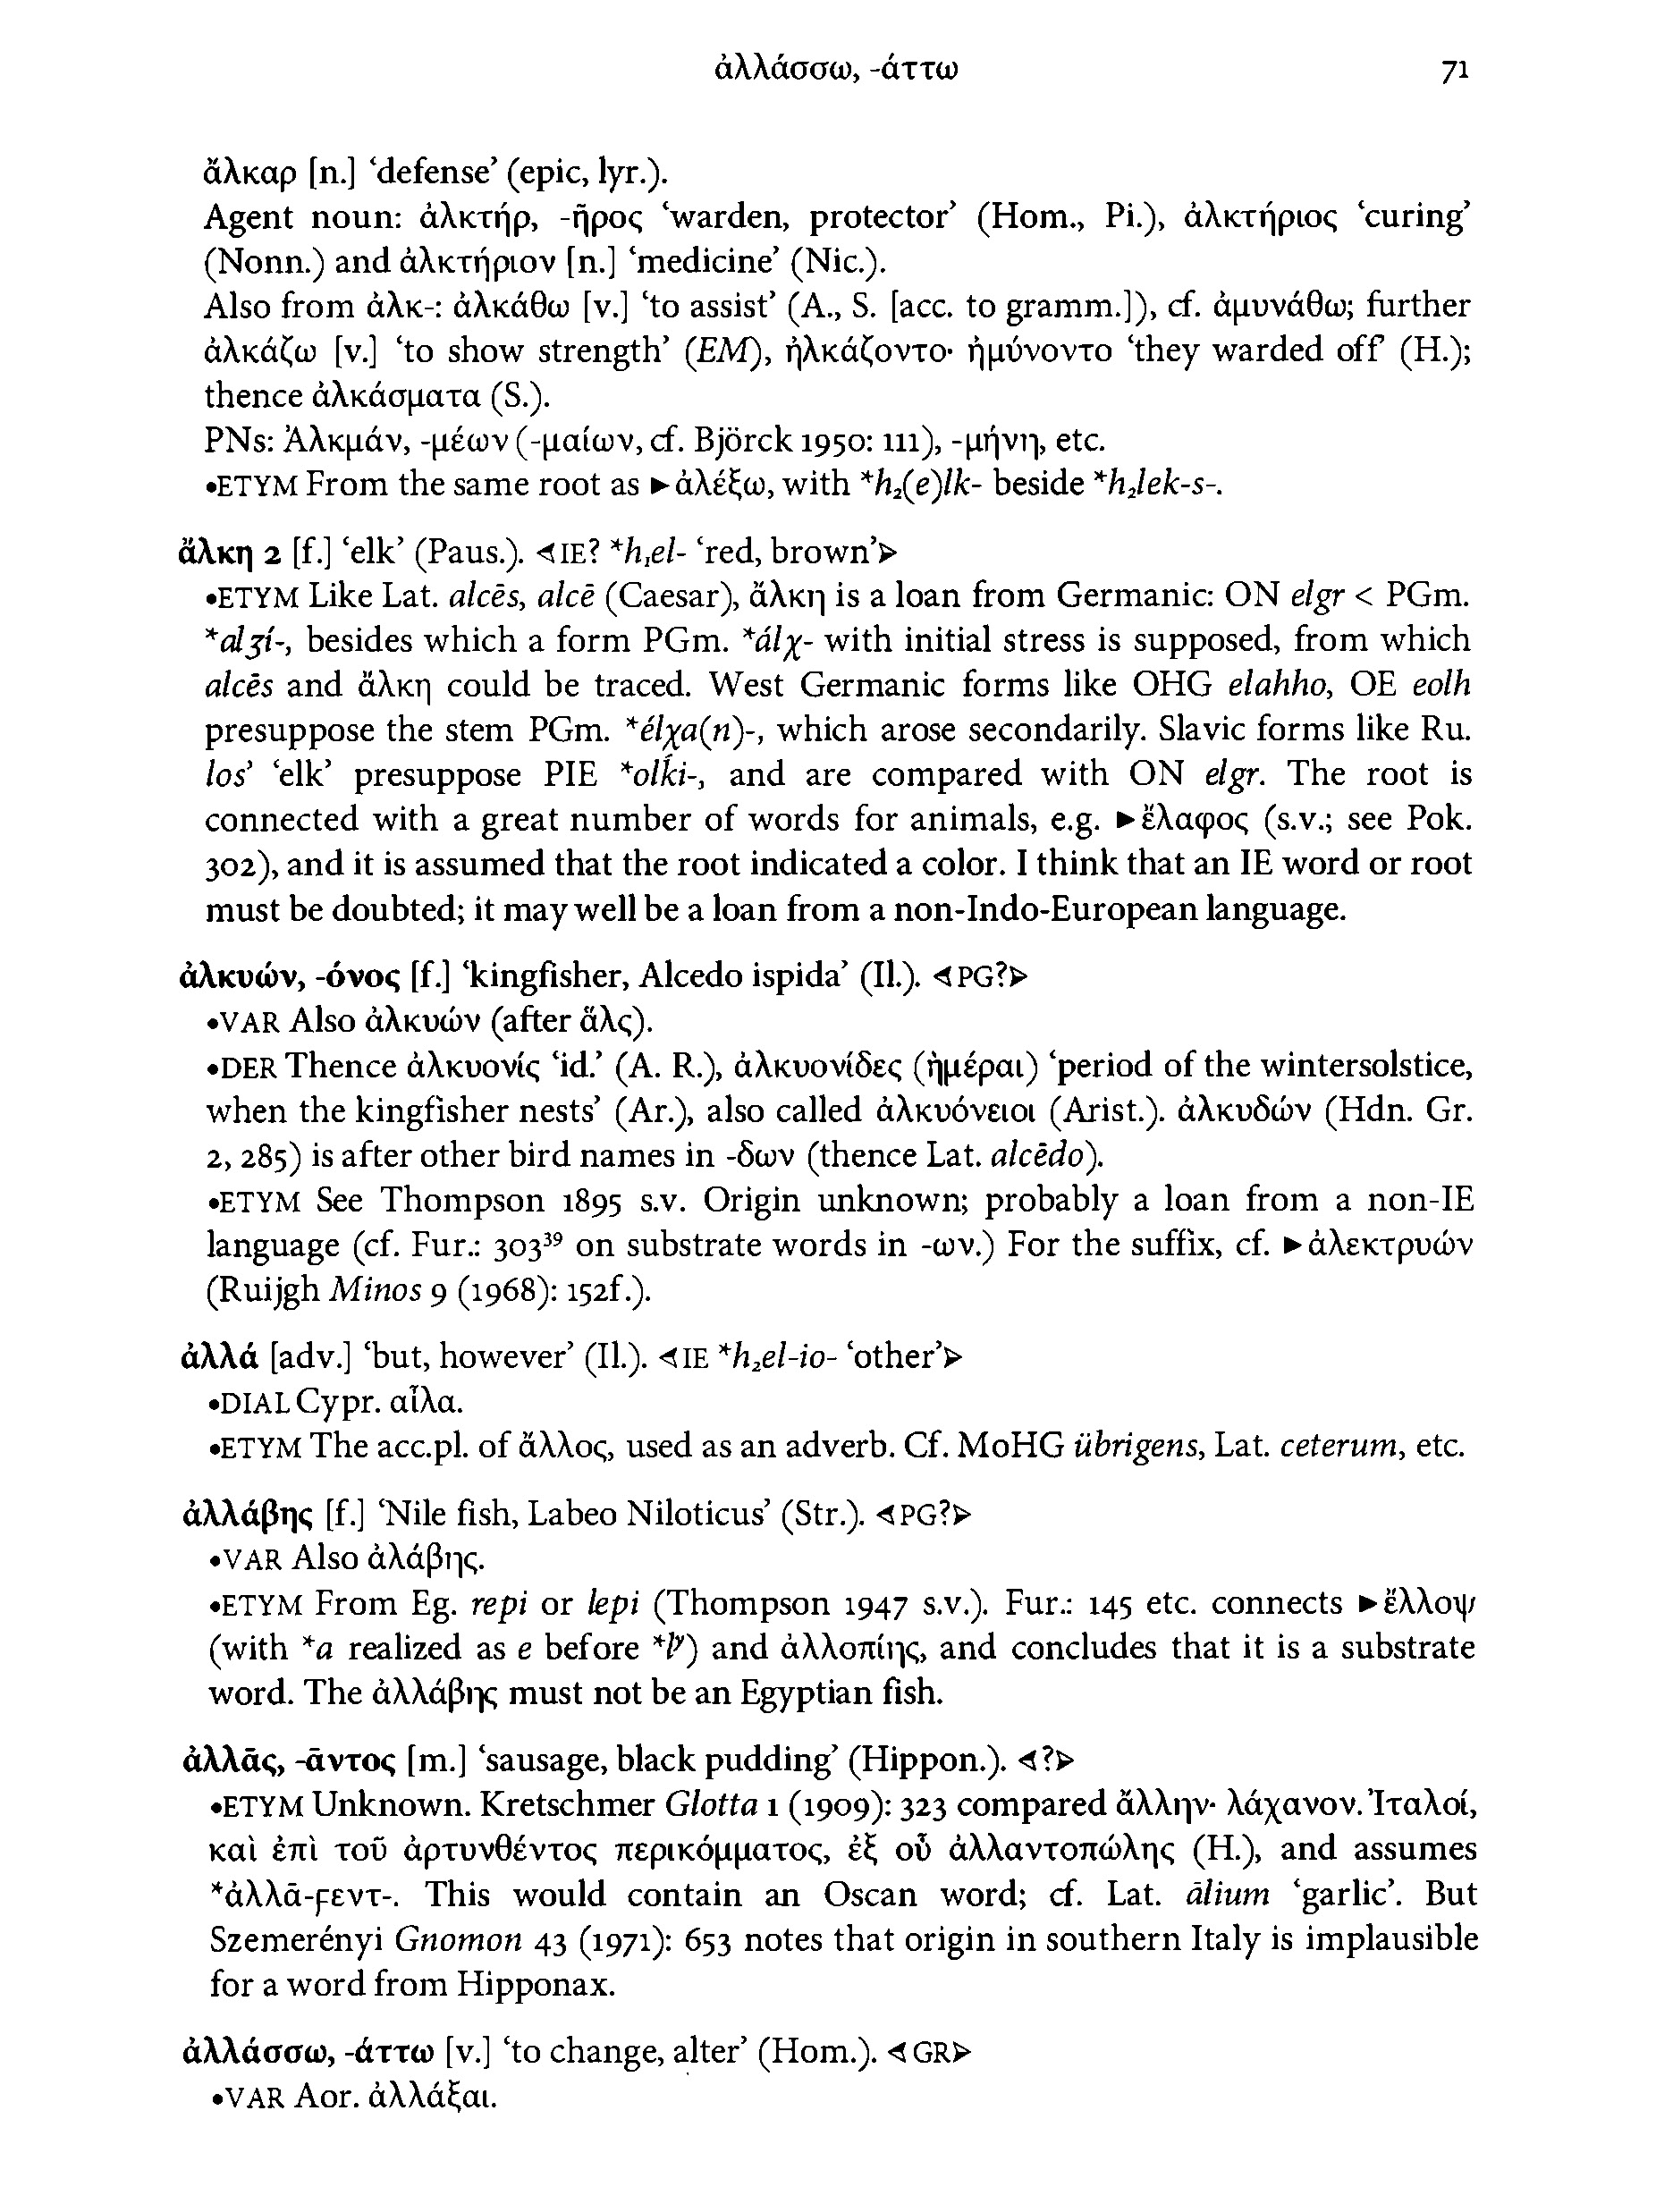 ἀλλάσσω, -άττω 71
ἄλκαρ [n.] ‘defense’ (epic, lyr.).
Agent noun: ἀλκτήρ, -ῆρος ‘warden, protector’ (Hom., Pi.), ἀλκτήριος ‘curing’
(Nonn.) and ἀλκτήριον [n.] ‘medicine’ (Nic.).
Also from ἀλκ-: ἀλκάθω [v.] ‘to assist’ (A., S. [acc. to gramm.]), cf. ἀμυνάθω; further
ἀλκάζω [v.] ‘to show strength’ (EM), ἠλκάζοντο· ἠμύνοντο ‘they warded off’ (H.);
thence ἀλκάσματα (S.).
PNs: Ἀλκμάν, -μέων (-μαίων, cf. Björck 1950: 111), -μήνη, etc.
•ETYM From the same root as ►ἀλέξω, with *h₂(e)lk- beside *h₂lek-s-.
ἄλκη 2 [f.] ‘elk’ (Paus.). ⊲IE? *h₁el- ‘red, brown’⊳
•ETYM Like Lat. alcēs, alcē (Caesar), ἄλκη is a loan from Germanic: ON elgr < PGm.
*alʒí-, besides which a form PGm. *álχ- with initial stress is supposed, from which
alcēs and ἄλκη could be traced. West Germanic forms like OHG elahho, OE eolh
presuppose the stem PGm. *élχa(n)-, which arose secondarily. Slavic forms like Ru.
los’ ‘elk’ presuppose PIE *olḱi-, and are compared with ON elgr. The root is
connected with a great number of words for animals, e.g. ►ἔλαφος (s.v.; see Pok.
302), and it is assumed that the root indicated a color. I think that an IE word or root
must be doubted; it may well be a loan from a non-Indo-European language.
ἀλκυών, -όνος [f.] ‘kingfisher, Alcedo ispida’ (Il.). ⊲PG?⊳
•VAR Also ἁλκυών (after ἅλς).
•DER Thence ἀλκυονίς ‘id.’ (A. R.), ἀλκυονίδες (ἡμέραι) ‘period of the wintersolstice,
when the kingfisher nests’ (Ar.), also called ἀλκυόνειοι (Arist.). ἀλκυδών (Hdn. Gr.
2, 285) is after other bird names in -δων (thence Lat. alcēdo).
•ETYM See Thompson 1895 s.v. Origin unknown; probably a loan from a non-IE
language (cf. Fur.: 303³⁹ on substrate words in -ων.) For the suffix, cf. ►ἀλεκτρυών
(Ruijgh Minos 9 (1968): 152f.).
ἀλλά [adv.] ‘but, however’ (Il.). ⊲IE *h₂el-io- ‘other’⊳
•DIAL Cypr. αἶλα.
•ETYM The acc.pl. of ἄλλος, used as an adverb. Cf. MoHG übrigens, Lat. ceterum, etc.
ἀλλάβης [f.] ‘Nile fish, Labeo Niloticus’ (Str.). ⊲PG?⊳
•VAR Also ἀλάβης.
•ETYM From Eg. repi or lepi (Thompson 1947 s.v.). Fur.: 145 etc. connects ►ἔλλοψ
(with *a realized as e before *lʸ) and ἀλλοπίης, and concludes that it is a substrate
word. The ἀλλάβης must not be an Egyptian fish.
ἀλλᾶς, -ᾶντος [m.] ‘sausage, black pudding’ (Hippon.). ⊲?⊳
•ETYM Unknown. Kretschmer Glotta 1 (1909): 323 compared ἄλλην· λάχανον. Ἰταλοί,
καὶ ἐπὶ τοῦ ἀρτυνθέντος περικόμματος, ἐξ οὗ ἀλλαντοπώλης (H.), and assumes
*ἀλλᾱ-ϝεντ-. This would contain an Oscan word; cf. Lat. ālium ‘garlic’. But
Szemerényi Gnomon 43 (1971): 653 notes that origin in southern Italy is implausible
for a word from Hipponax.
ἀλλάσσω, -άττω [v.] ‘to change, alter’ (Hom.). ⊲GR⊳
•VAR Aor. ἀλλάξαι.